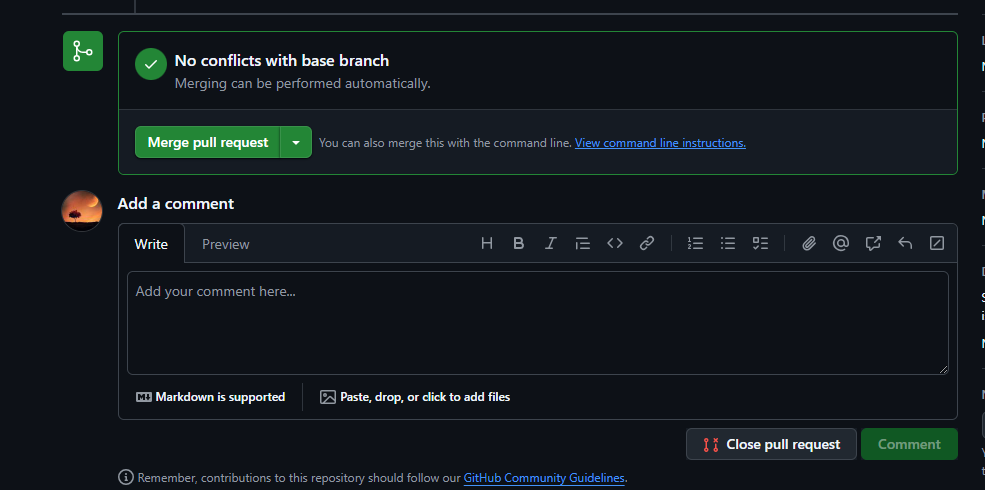 No conflicts with base branch
Merging can be performed automatically.
Merge pull request
You can also merge this with the command line. View command line instructions.
Add a comment
Write
Preview
Add your comment here...
Markdown is supported
Paste, drop, or click to add files
Close pull request
Comment
Remember, contributions to this repository should follow our GitHub Community Guidelines.